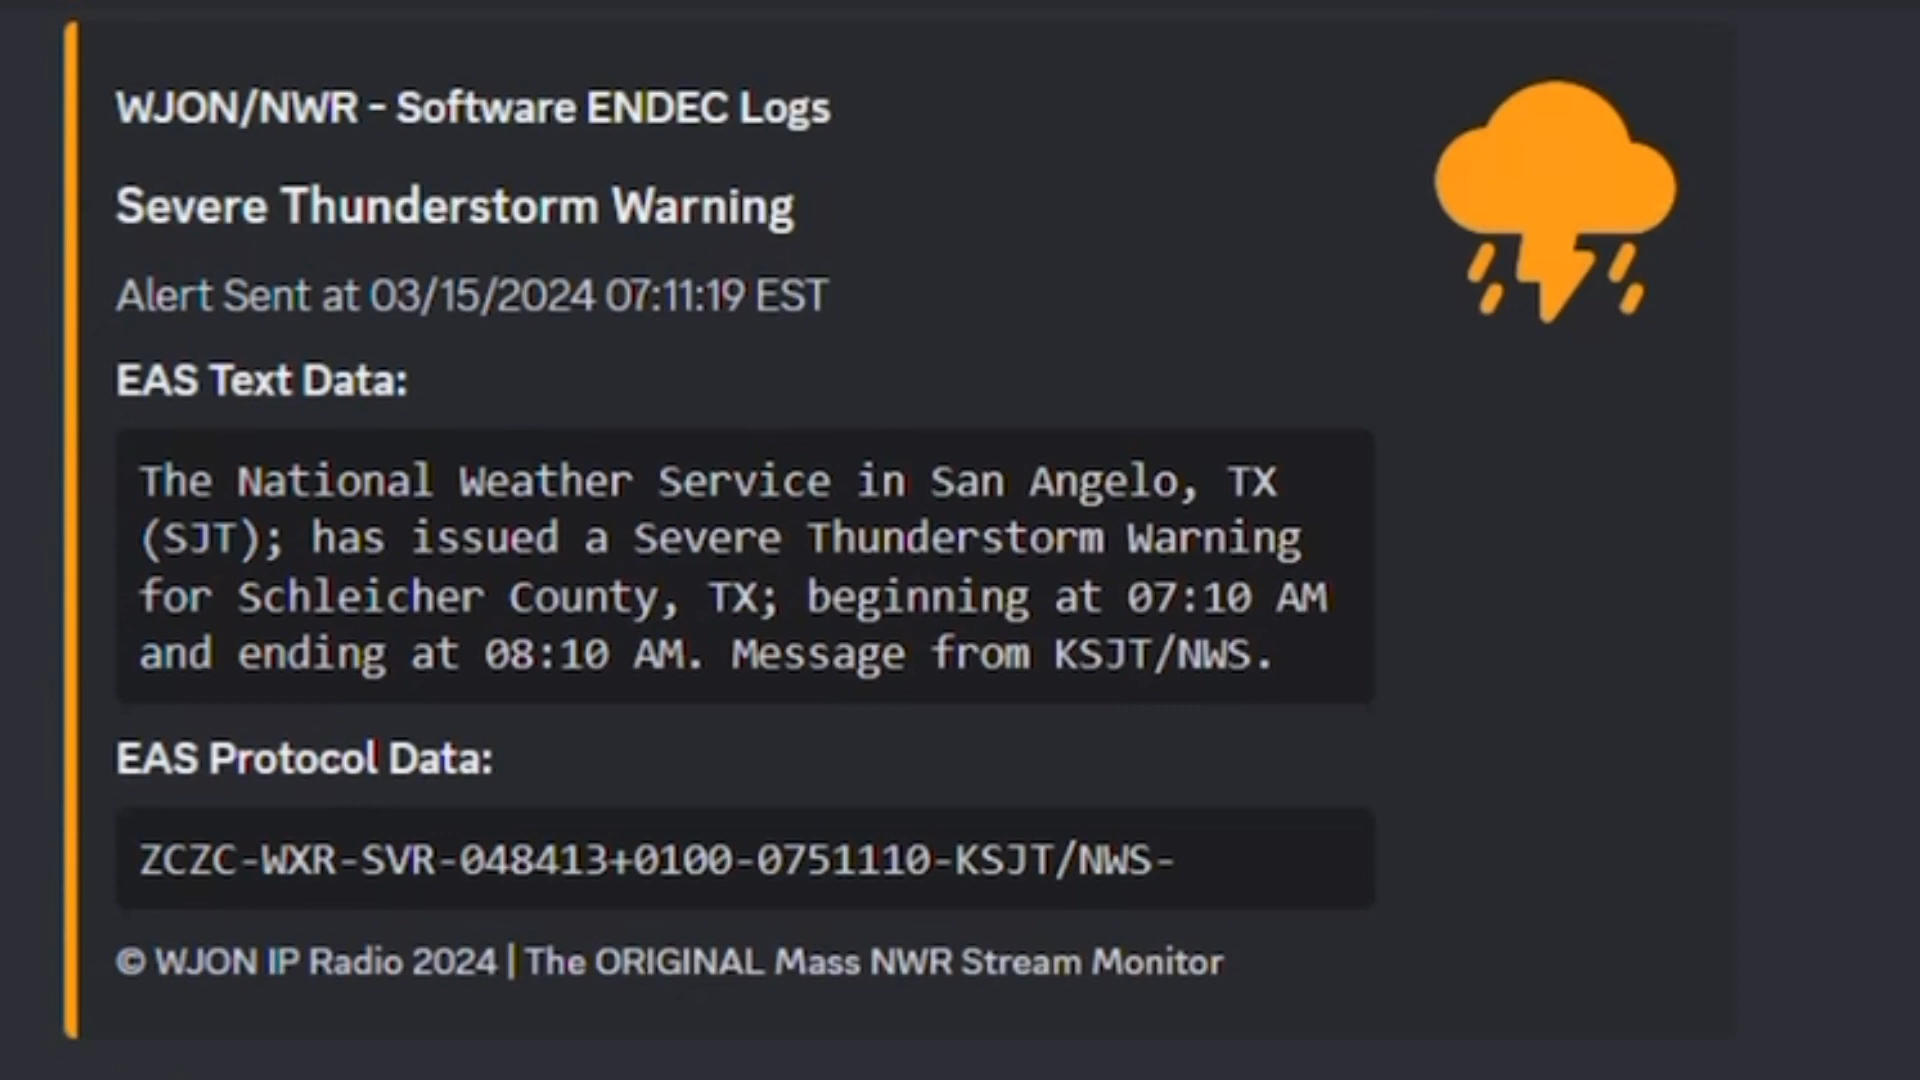 WJON/NWR - Software ENDEC Logs
Severe Thunderstorm Warning
Alert Sent at 03/15/2024 07:11:19 EST
EAS Text Data:
The National Weather Service in San Angelo, TX
(SJT); has issued a Severe Thunderstorm Warning
for Schleicher County, TX; beginning at 07:10 AM
and ending at 08:10 AM. Message from KSJT/NWS.
EAS Protocol Data:
ZCZC-WXR-SVR-048413+0100-0751110-KSJT/NWS-
© WJON IP Radio 2024 | The ORIGINAL Mass NWR Stream Monitor